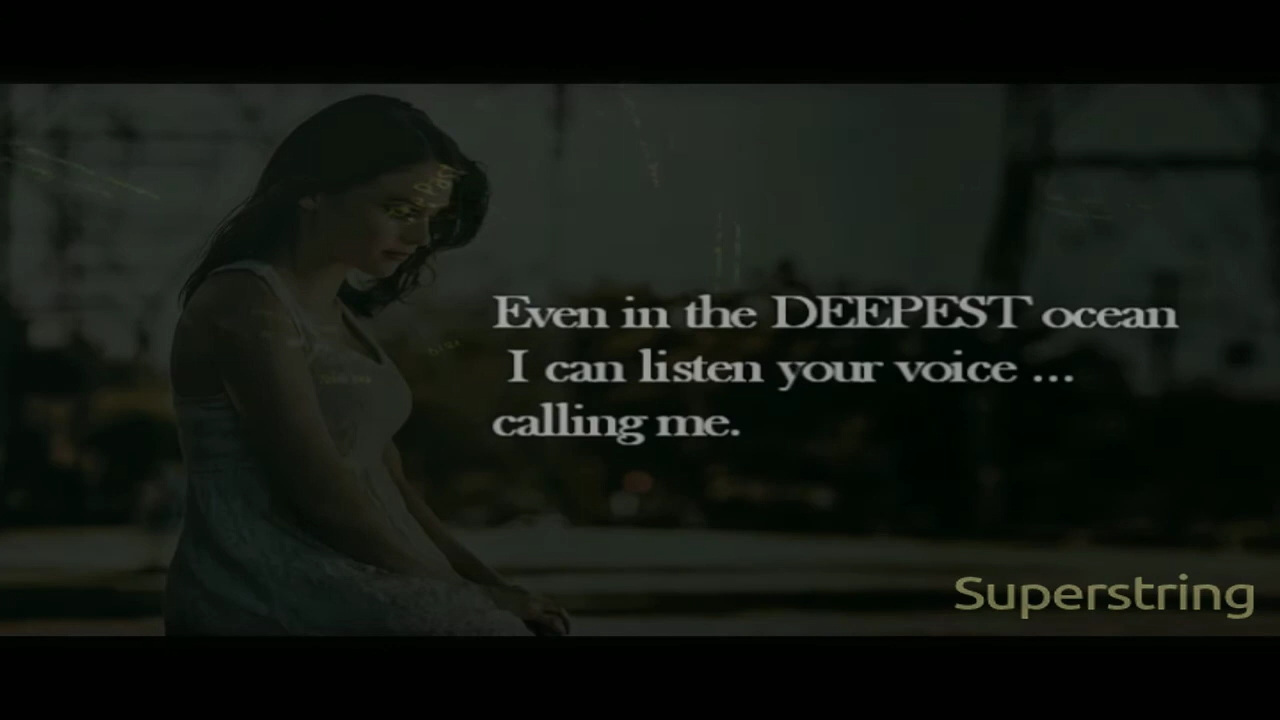 Even in the DEEPEST ocean
I can listen your voice ...
calling me.
Superstring